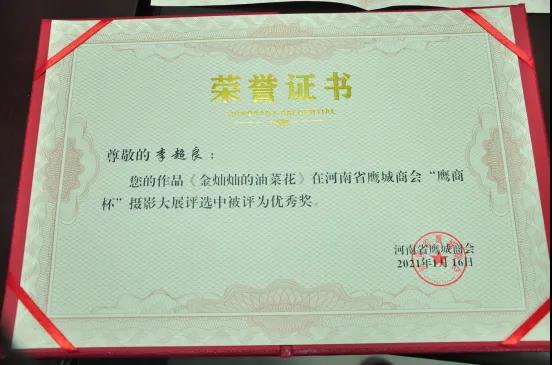 荣誉证书
HONORARY CREDENTIAL
尊敬的 李超良：
您的作品《金灿灿的油菜花》在河南省鹰城商会“鹰商
杯”摄影大展评选中被评为优秀奖。
河南省鹰城商会
2021年1月16日